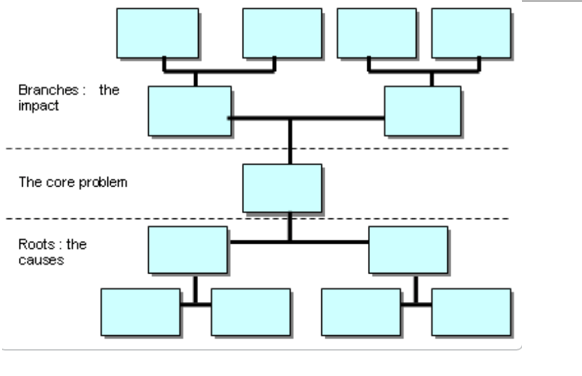 Branches : the
impact
The core problem
Roots : the
causes